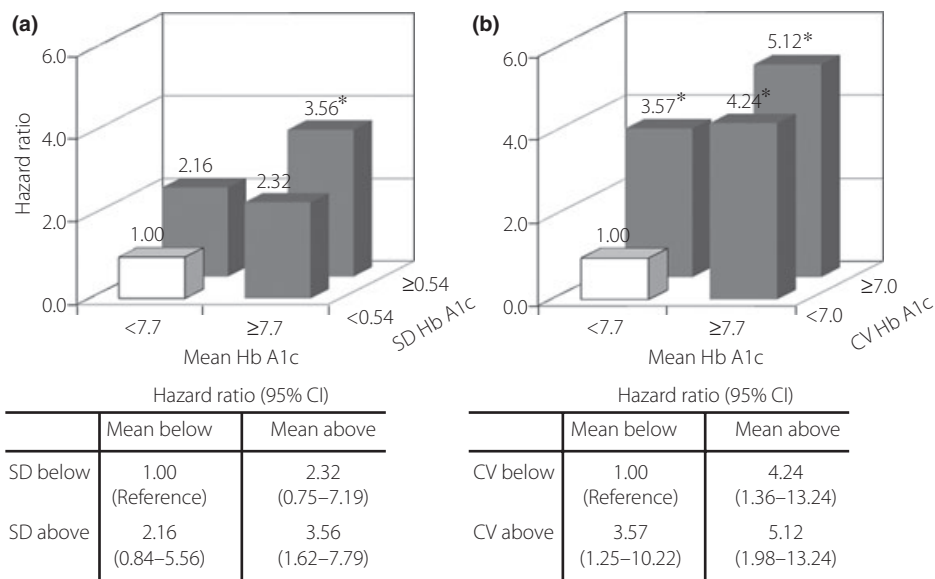 (a)
6.0
4.0
2.0
0.0
Hazard ratio
1.00
2.16
2.32
3.56*
<7.7
≥7.7
Mean Hb A1c
<0.54
≥0.54
SD Hb A1c
Hazard ratio (95% CI)
Mean below Mean above
SD below 1.00 2.32
(Reference) (0.75–7.19)
SD above 2.16 3.56
(0.84–5.56) (1.62–7.79)
(b)
6.0
4.0
2.0
0.0
1.00
3.57*
4.24*
5.12*
<7.7
≥7.7
Mean Hb A1c
<7.0
≥7.0
CV Hb A1c
Hazard ratio (95% CI)
Mean below Mean above
CV below 1.00 4.24
(Reference) (1.36–13.24)
CV above 3.57 5.12
(1.25–10.22) (1.98–13.24)